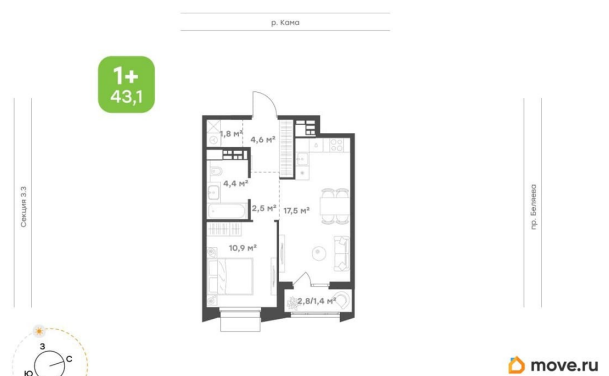 р. Кама
1+
43,1
1,8 м²
4,6 м²
4,4 м²
2,5 м²
17,5 м²
10,9 м²
2,8/1,4 м²
Секция 3.3
пр. Беляева
З
С
Ю
move.ru